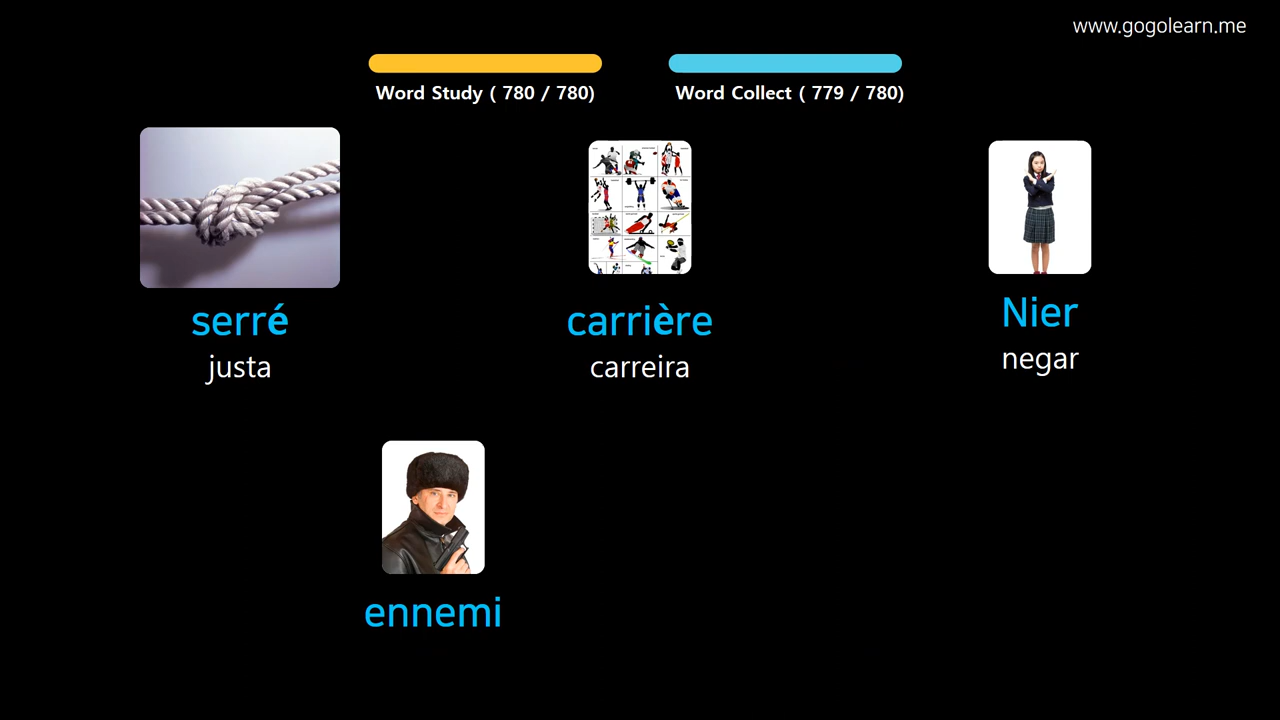 www.gogolearn.me
Word Study ( 780 / 780)
Word Collect ( 779 / 780)
serré
justa
carrière
carreira
Nier
negar
ennemi